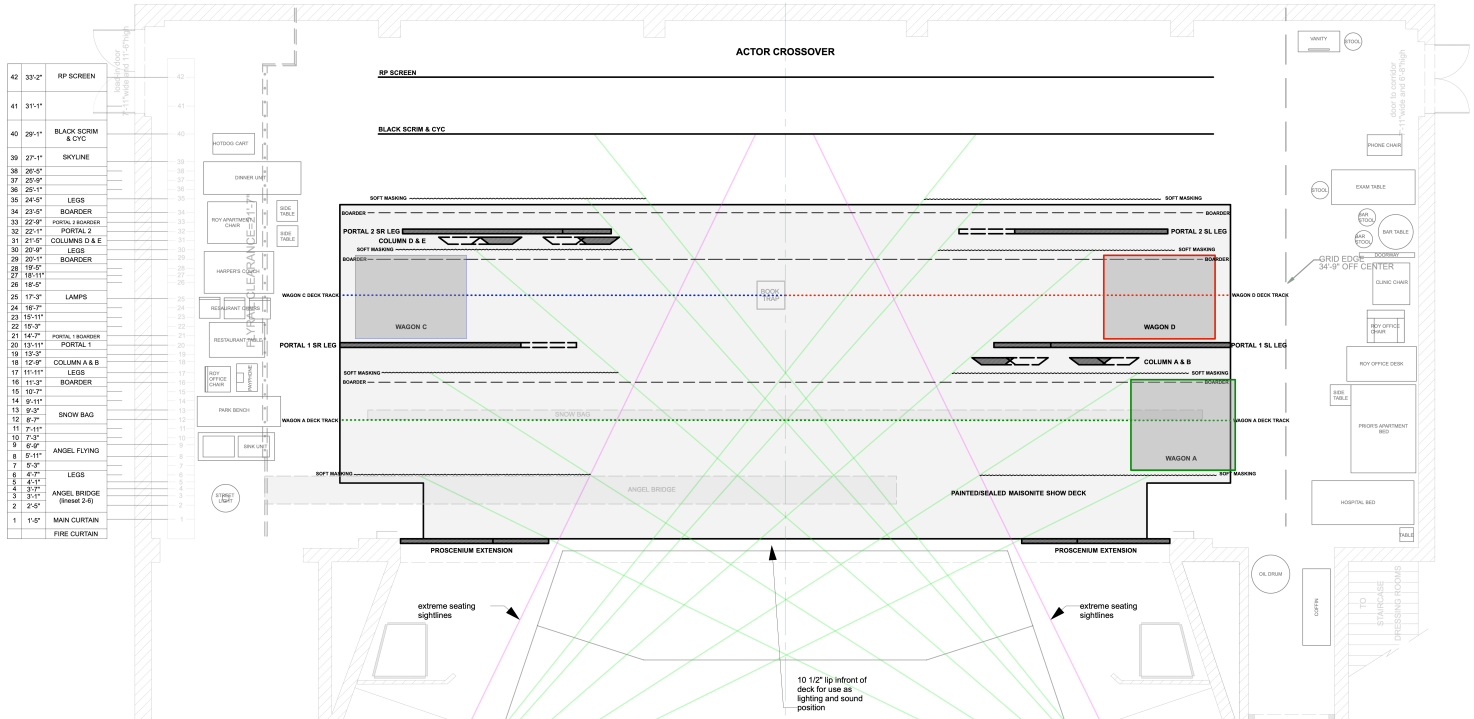 ACTOR CROSSOVER
RP SCREEN
BLACK SCRIM & CYC
42 33'-2" RP SCREEN
41 31'-1"
40 29'-1" BLACK SCRIM
& CYC
39 27'-1" SKYLINE
38 26'-5"
37 25'-9"
36 25'-1"
35 24'-5" LEGS
34 23'-5" BOARDER
33 22'-9" PORTAL 2 BOARDER
32 22'-1" PORTAL 2
31 21'-5" COLUMNS D & E
30 20'-9" LEGS
29 20'-1" BOARDER
28 19'-5"
27 18'-11"
26 18'-5"
25 17'-3" LAMPS
24 16'-7"
23 15'-11"
22 15'-3"
21 14'-7" PORTAL 1 BOARDER
20 13'-11" PORTAL 1
19 13'-3"
18 12'-9" COLUMN A & B
17 11'-11" LEGS
16 11'-3" BOARDER
15 10'-7"
14 9'-11"
13 9'-3" SNOW BAG
12 8'-7"
11 7'-11"
10 7'-3"
9 6'-9" ANGEL FLYING
8 5'-11"
7 5'-3"
6 4'-7" LEGS
5 4'-1"
4 3'-7" ANGEL BRIDGE
3 3'-1" (lineset 2-6)
2 2'-5"
1 1'-5" MAIN CURTAIN
FIRE CURTAIN
HOTDOG CART
DINNER UNIT
ROY APARTMENT
CHAIR
SIDE
TABLE
SIDE
TABLE
HARPER'S COUCH
RESTAURANT CHAIRS
RESTAURANT TABLE
ROY
OFFICE
CHAIR
PAYPHONE
PARK BENCH
SINK UNIT
STREET
LIGHT
SOFT MASKING
SOFT MASKING
BOARDER
BOARDER
PORTAL 2 SR LEG
PORTAL 2 SL LEG
COLUMN D & E
SOFT MASKING
SOFT MASKING
BOARDER
BOARDER
WAGON C DECK TRACK
BOOK
TRAP
WAGON D DECK TRACK
WAGON C
WAGON D
PORTAL 1 SR LEG
PORTAL 1 SL LEG
COLUMN A & B
SOFT MASKING
SOFT MASKING
BOARDER
BOARDER
SNOW BAG
WAGON A DECK TRACK
WAGON A DECK TRACK
WAGON A
SOFT MASKING
SOFT MASKING
ANGEL BRIDGE
PAINTED/SEALED MAISONITE SHOW DECK
PROSCENIUM EXTENSION
PROSCENIUM EXTENSION
extreme seating
sightlines
extreme seating
sightlines
10 1/2" lip infront of
deck for use as
lighting and sound
position
VANITY
STOOL
PHONE CHAIR
STOOL
EXAM TABLE
BAR
STOOL
BAR
STOOL
BAR TABLE
DOORWAY
GRID EDGE
34'-9" OFF CENTER
CLINIC CHAIR
ROY OFFICE
CHAIR
ROY OFFICE DESK
SIDE
TABLE
PRIOR'S APARTMENT
BED
HOSPITAL BED
TABLE
OIL DRUM
COFFIN
TO
STAIRCASE
DRESSING ROOMS